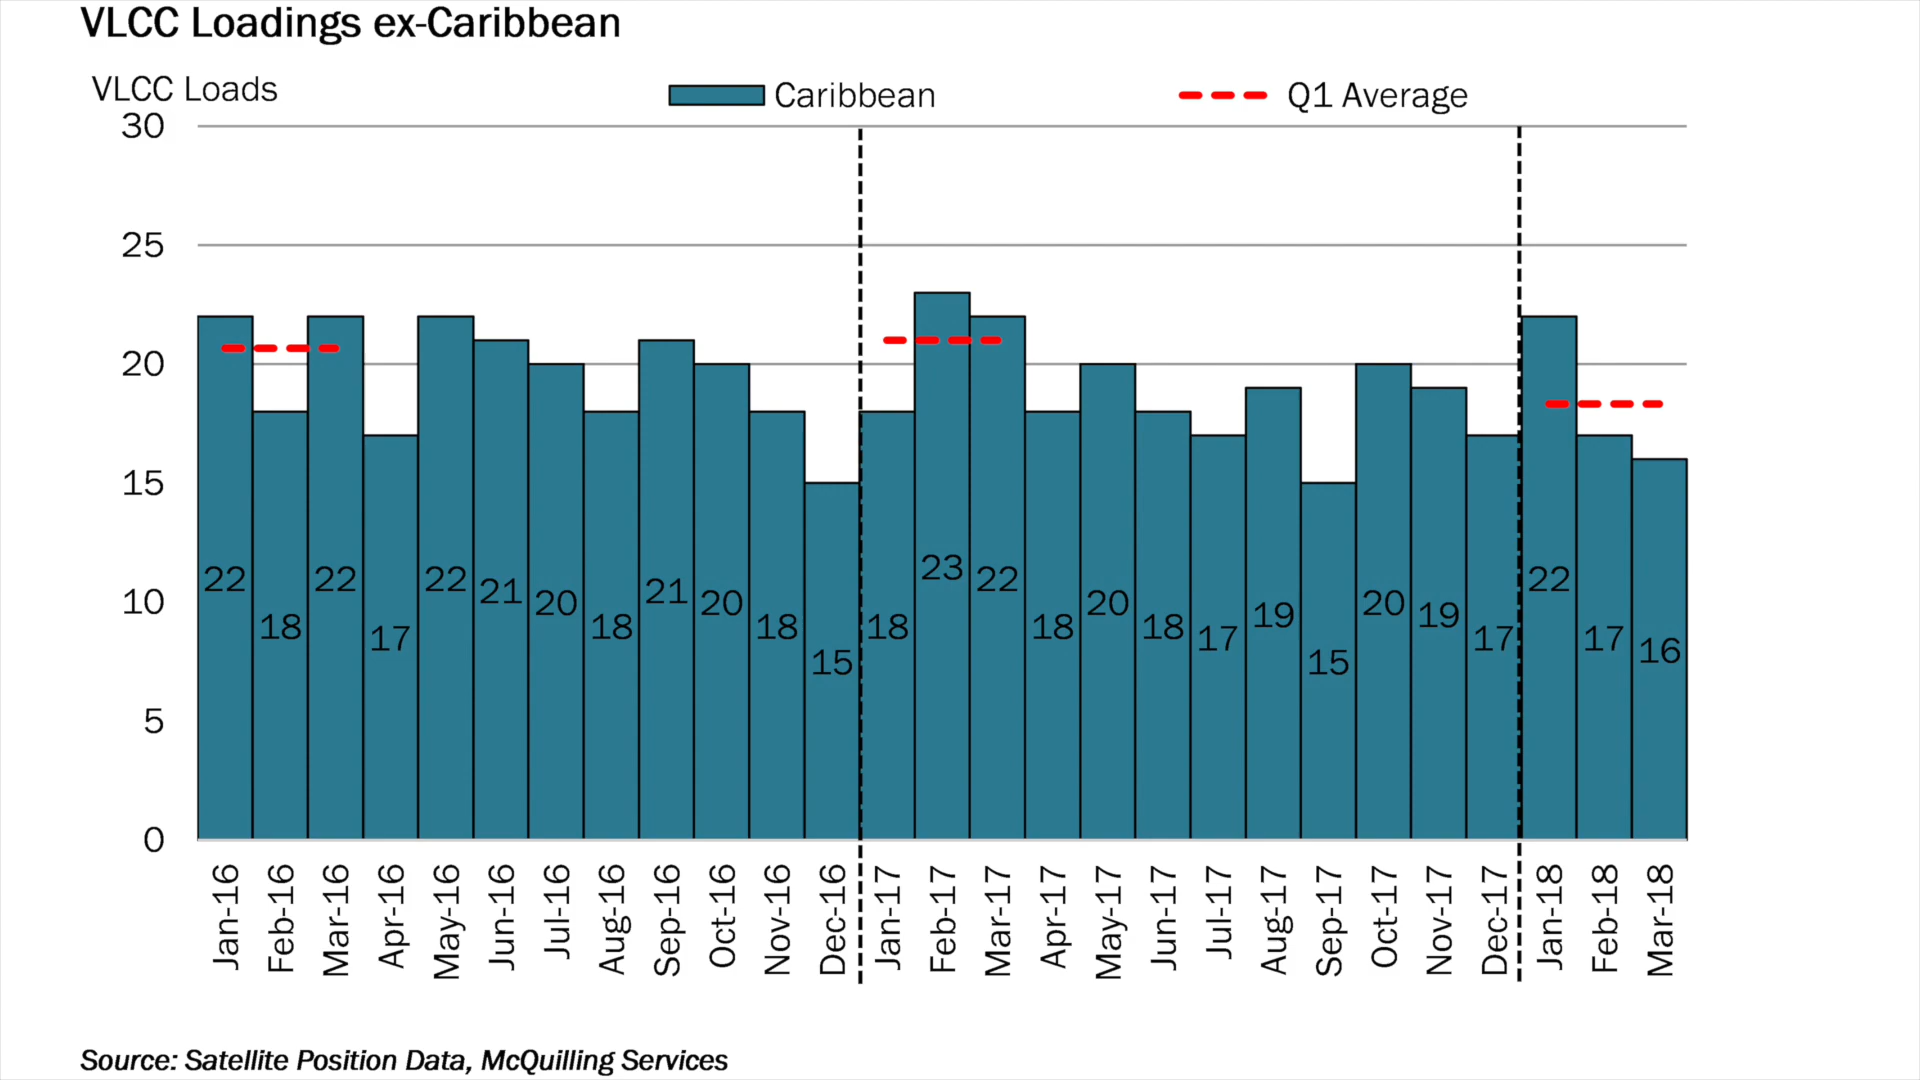 VLCC Loadings ex-Caribbean
VLCC Loads
Caribbean
Q1 Average
30
25
20
15
10
5
0
22
18
22
17
22
21
20
18
21
20
18
15
18
23
22
18
20
18
17
19
15
20
19
17
22
17
16
Jan-16
Feb-16
Mar-16
Apr-16
May-16
Jun-16
Jul-16
Aug-16
Sep-16
Oct-16
Nov-16
Dec-16
Jan-17
Feb-17
Mar-17
Apr-17
May-17
Jun-17
Jul-17
Aug-17
Sep-17
Oct-17
Nov-17
Dec-17
Jan-18
Feb-18
Mar-18
Source: Satellite Position Data, McQuilling Services